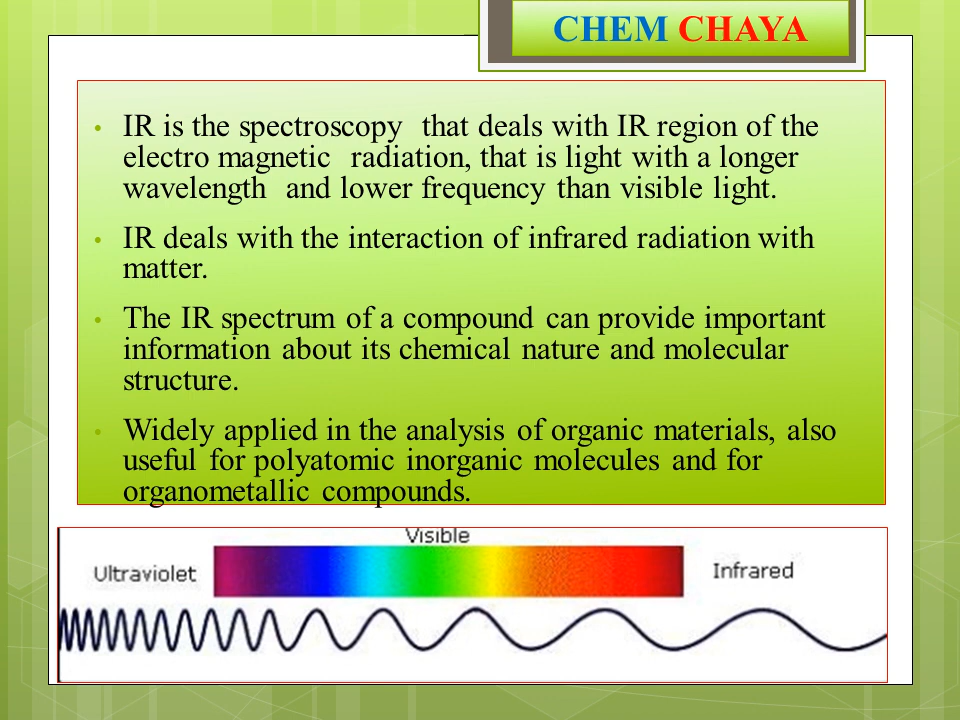 CHEM CHAYA
• IR is the spectroscopy that deals with IR region of the
electro magnetic radiation, that is light with a longer
wavelength and lower frequency than visible light.
• IR deals with the interaction of infrared radiation with
matter.
• The IR spectrum of a compound can provide important
information about its chemical nature and molecular
structure.
• Widely applied in the analysis of organic materials, also
useful for polyatomic inorganic molecules and for
organometallic compounds.
Visible
Ultraviolet
Infrared